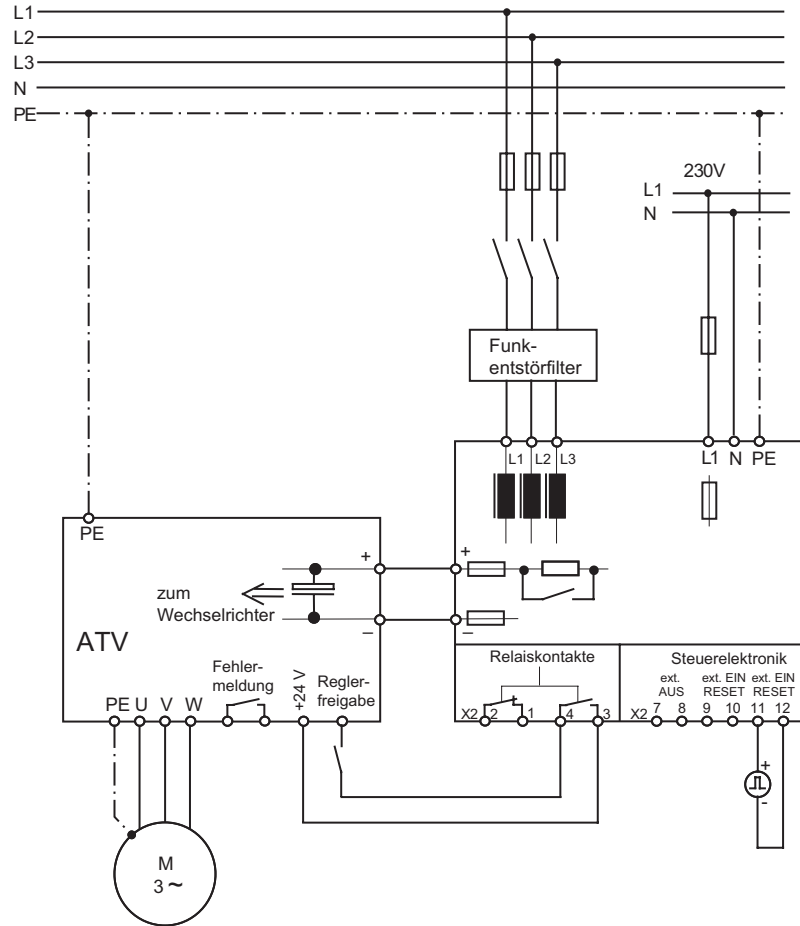 L1
L2
L3
N
PE
230V
L1
N
Funk-
entstörfilter
L1 L2 L3
L1 N PE
PE
+
+
zum
Wechselrichter
–
–
ATV
Fehler-
meldung
+24 V
Regler-
freigabe
PE U V W
Relaiskontakte
X2 2 1 4 3
Steuerelektronik
ext. ext. EIN ext. EIN
AUS RESET RESET
X2 7 8 9 10 11 12
+
-
M
3 ~